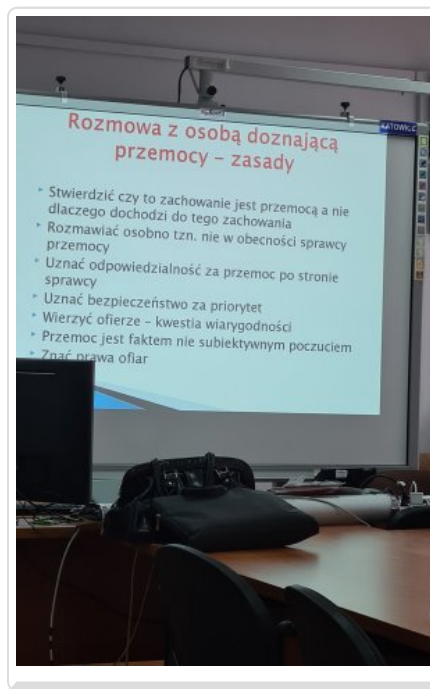 KATOWICE
Rozmowa z osobą doznającą
przemocy – zasady
Stwierdzić czy to zachowanie jest przemocą a nie
dlaczego dochodzi do tego zachowania
Rozmawiać osobno tzn. nie w obecności sprawcy
przemocy
Uznać odpowiedzialność za przemoc po stronie
sprawcy
Uznać bezpieczeństwo za priorytet
Wierzyć ofierze – kwestia wiarygodności
Przemoc jest faktem nie subiektywnym poczuciem
Znać prawa ofiar